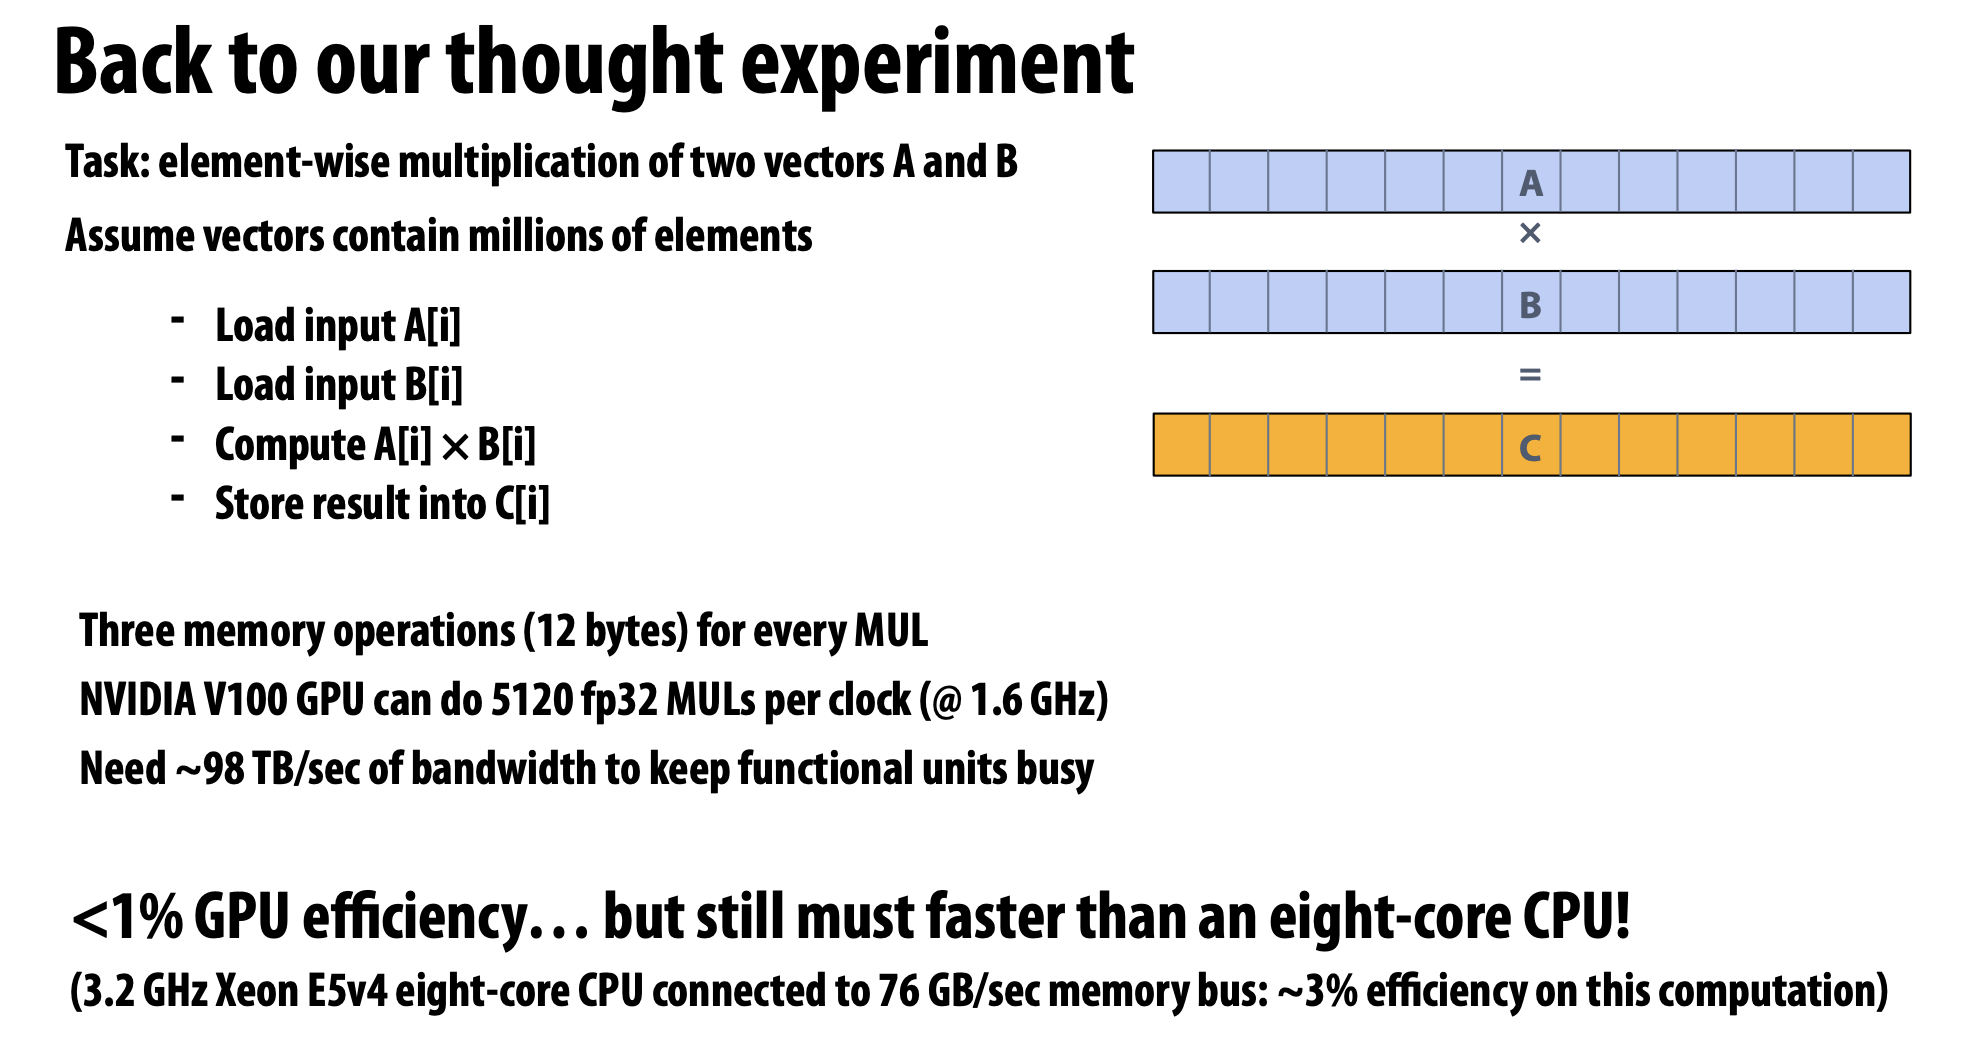 Back to our thought experiment
Task: element-wise multiplication of two vectors A and B
Assume vectors contain millions of elements
- Load input A[i]
- Load input B[i]
- Compute A[i] × B[i]
- Store result into C[i]
A
×
B
=
C
Three memory operations (12 bytes) for every MUL
NVIDIA V100 GPU can do 5120 fp32 MULs per clock (@ 1.6 GHz)
Need ~98 TB/sec of bandwidth to keep functional units busy
<1% GPU efficiency… but still must faster than an eight-core CPU!
(3.2 GHz Xeon E5v4 eight-core CPU connected to 76 GB/sec memory bus: ~3% efficiency on this computation)